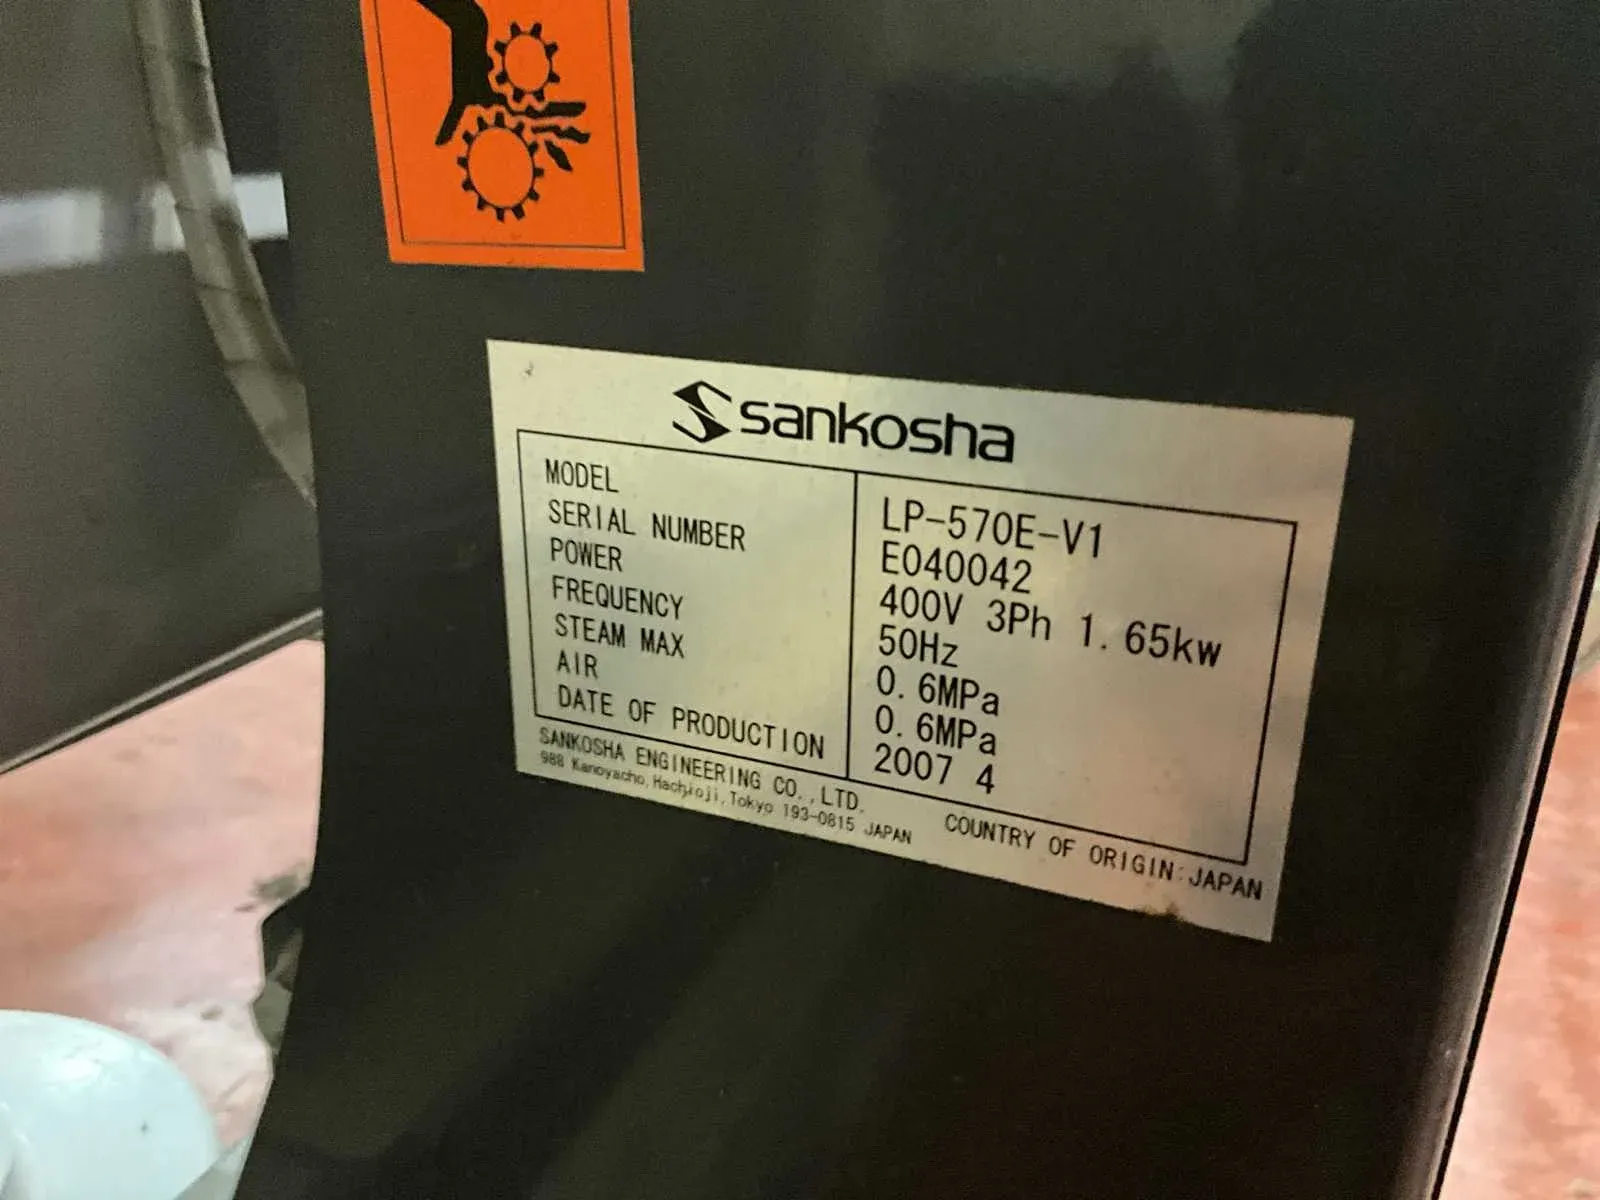 sankosha
MODEL LP-570E-V1
SERIAL NUMBER E040042
POWER 400V 3Ph 1.65kw
FREQUENCY 50Hz
STEAM MAX 0.6MPa
AIR 0.6MPa
DATE OF PRODUCTION 2007 4
SANKOSHA ENGINEERING CO.,LTD.
988 Kanoyacho,Hachioji,Tokyo 193-0815 JAPAN
COUNTRY OF ORIGIN:JAPAN